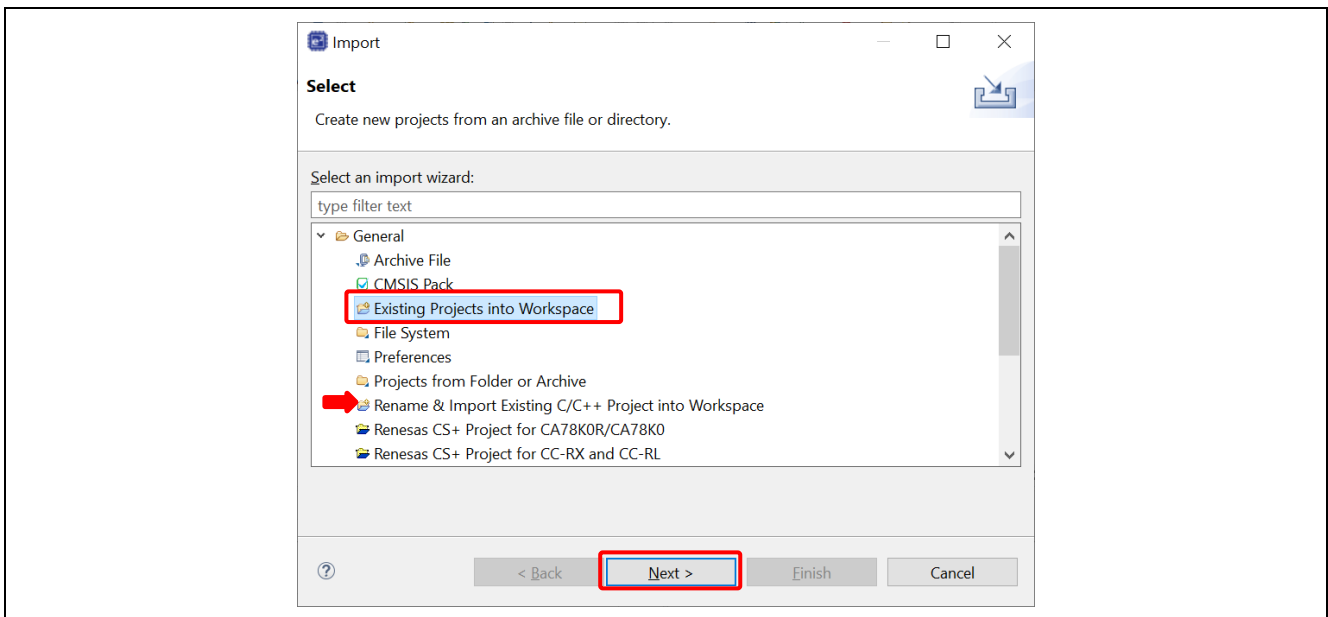 Import
Select
Create new projects from an archive file or directory.
Select an import wizard:
type filter text
General
Archive File
CMSIS Pack
Existing Projects into Workspace
File System
Preferences
Projects from Folder or Archive
Rename & Import Existing C/C++ Project into Workspace
Renesas CS+ Project for CA78K0R/CA78K0
Renesas CS+ Project for CC-RX and CC-RL
< Back Next > Finish Cancel